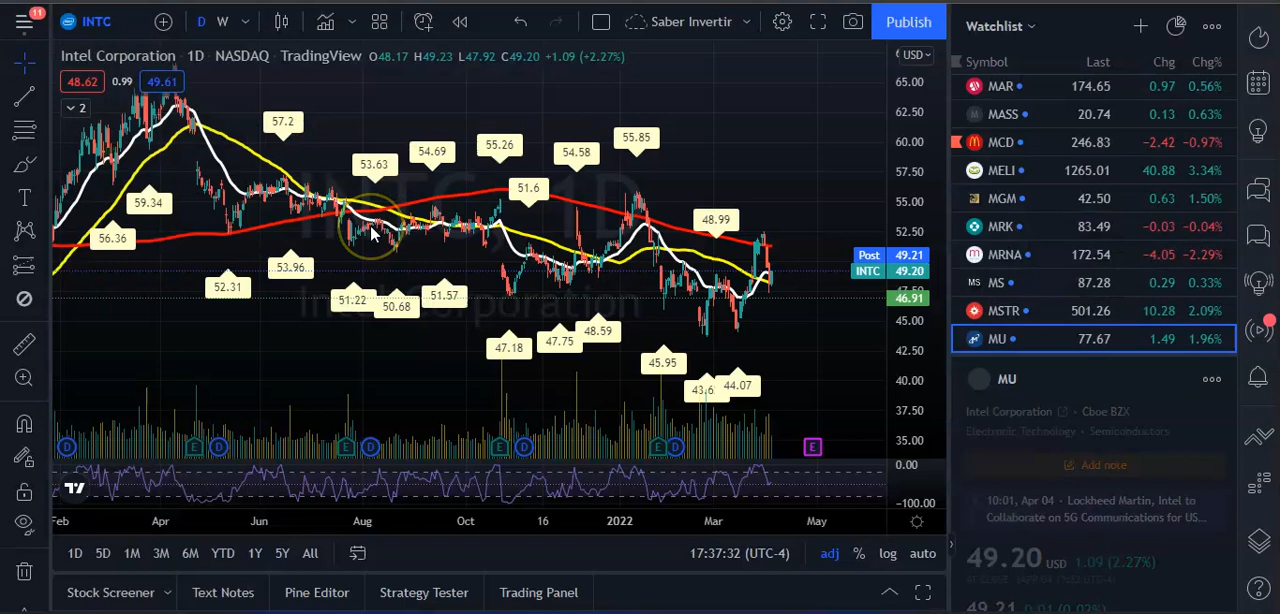 11
INTC
D
W
Saber Invertir
Publish
Intel Corporation · 1D · NASDAQ · TradingView O48.17 H49.23 L47.92 C49.20 +1.09 (+2.27%)
48.62
0.99
49.61
2
USD
INTC, 1D
Intel Corporation
57.2
53.63
54.69
55.26
51.6
54.58
55.85
48.99
59.34
56.36
52.31
53.96
51.22
50.68
51.57
47.18
47.75
48.59
45.95
44.07
65.00
62.50
60.00
57.50
55.00
52.50
Post 49.21
INTC 49.20
46.91
45.00
42.50
40.00
37.50
35.00
0.00
−100.00
D E D E D E D E D E
Feb Apr Jun Aug Oct 16 2022 Mar May
1D 5D 1M 3M 6M YTD 1Y 5Y All
17:37:32 (UTC-4)
adj % log auto
Stock Screener
Text Notes
Pine Editor
Strategy Tester
Trading Panel
Watchlist
Symbol Last Chg Chg%
MAR 174.65 0.97 0.56%
MASS 20.74 0.13 0.63%
MCD 246.83 −2.42 −0.97%
MELI 1265.01 40.88 3.34%
MGM 42.50 0.63 1.50%
MRK 83.49 −0.03 −0.04%
MRNA 172.54 −4.05 −2.29%
MS MS 87.28 0.29 0.33%
MSTR 501.26 10.28 2.09%
MU 77.67 1.49 1.96%
MU
Intel Corporation · Cboe BZX
Electronic Technology · Semiconductors
Add note
10:01, Apr 04 · Lockheed Martin, Intel to
Collaborate on 5G Communications for US...
49.20 USD 1.09 (2.27%)